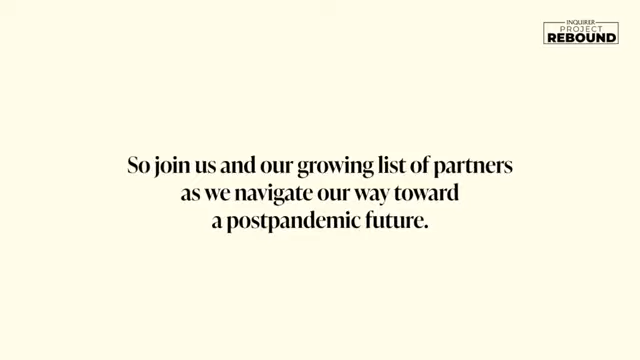 INQUIRER
PROJECT
REBOUND
So join us and our growing list of partners
as we navigate our way toward
a postpandemic future.